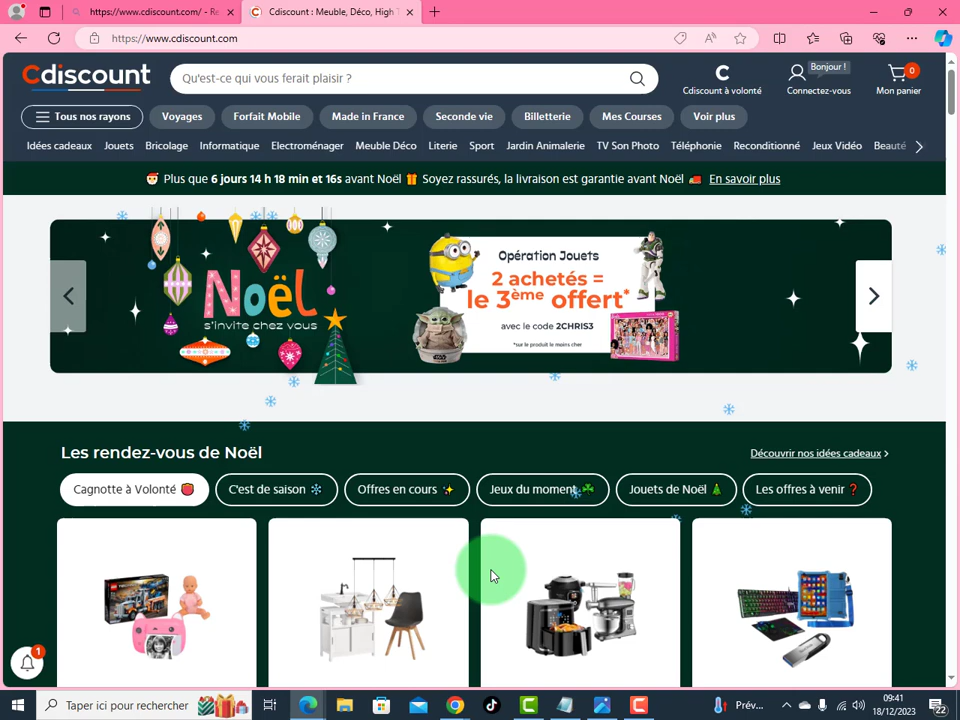 https://www.cdiscount.com/ - Re
Cdiscount : Meuble, Déco, High T
https://www.cdiscount.com
Cdiscount
Qu'est-ce qui vous ferait plaisir ?
C
Cdiscount à volonté
Bonjour !
Connectez-vous
0
Mon panier
Tous nos rayons
Voyages
Forfait Mobile
Made in France
Seconde vie
Billetterie
Mes Courses
Voir plus
Idées cadeaux
Jouets
Bricolage
Informatique
Electroménager
Meuble Déco
Literie
Sport
Jardin Animalerie
TV Son Photo
Téléphonie
Reconditionné
Jeux Vidéo
Beauté
Plus que 6 jours 14 h 18 min et 16s avant Noël Soyez rassurés, la livraison est garantie avant Noël En savoir plus
Noël
s'invite chez vous
Opération Jouets
2 achetés =
le 3ème offert*
avec le code 2CHRIS3
*sur le produit le moins cher
Les rendez-vous de Noël
Découvrir nos idées cadeaux
Cagnotte à Volonté
C'est de saison
Offres en cours
Jeux du moment
Jouets de Noël
Les offres à venir
1
Taper ici pour rechercher
Prév...
09:41
18/12/2023
22